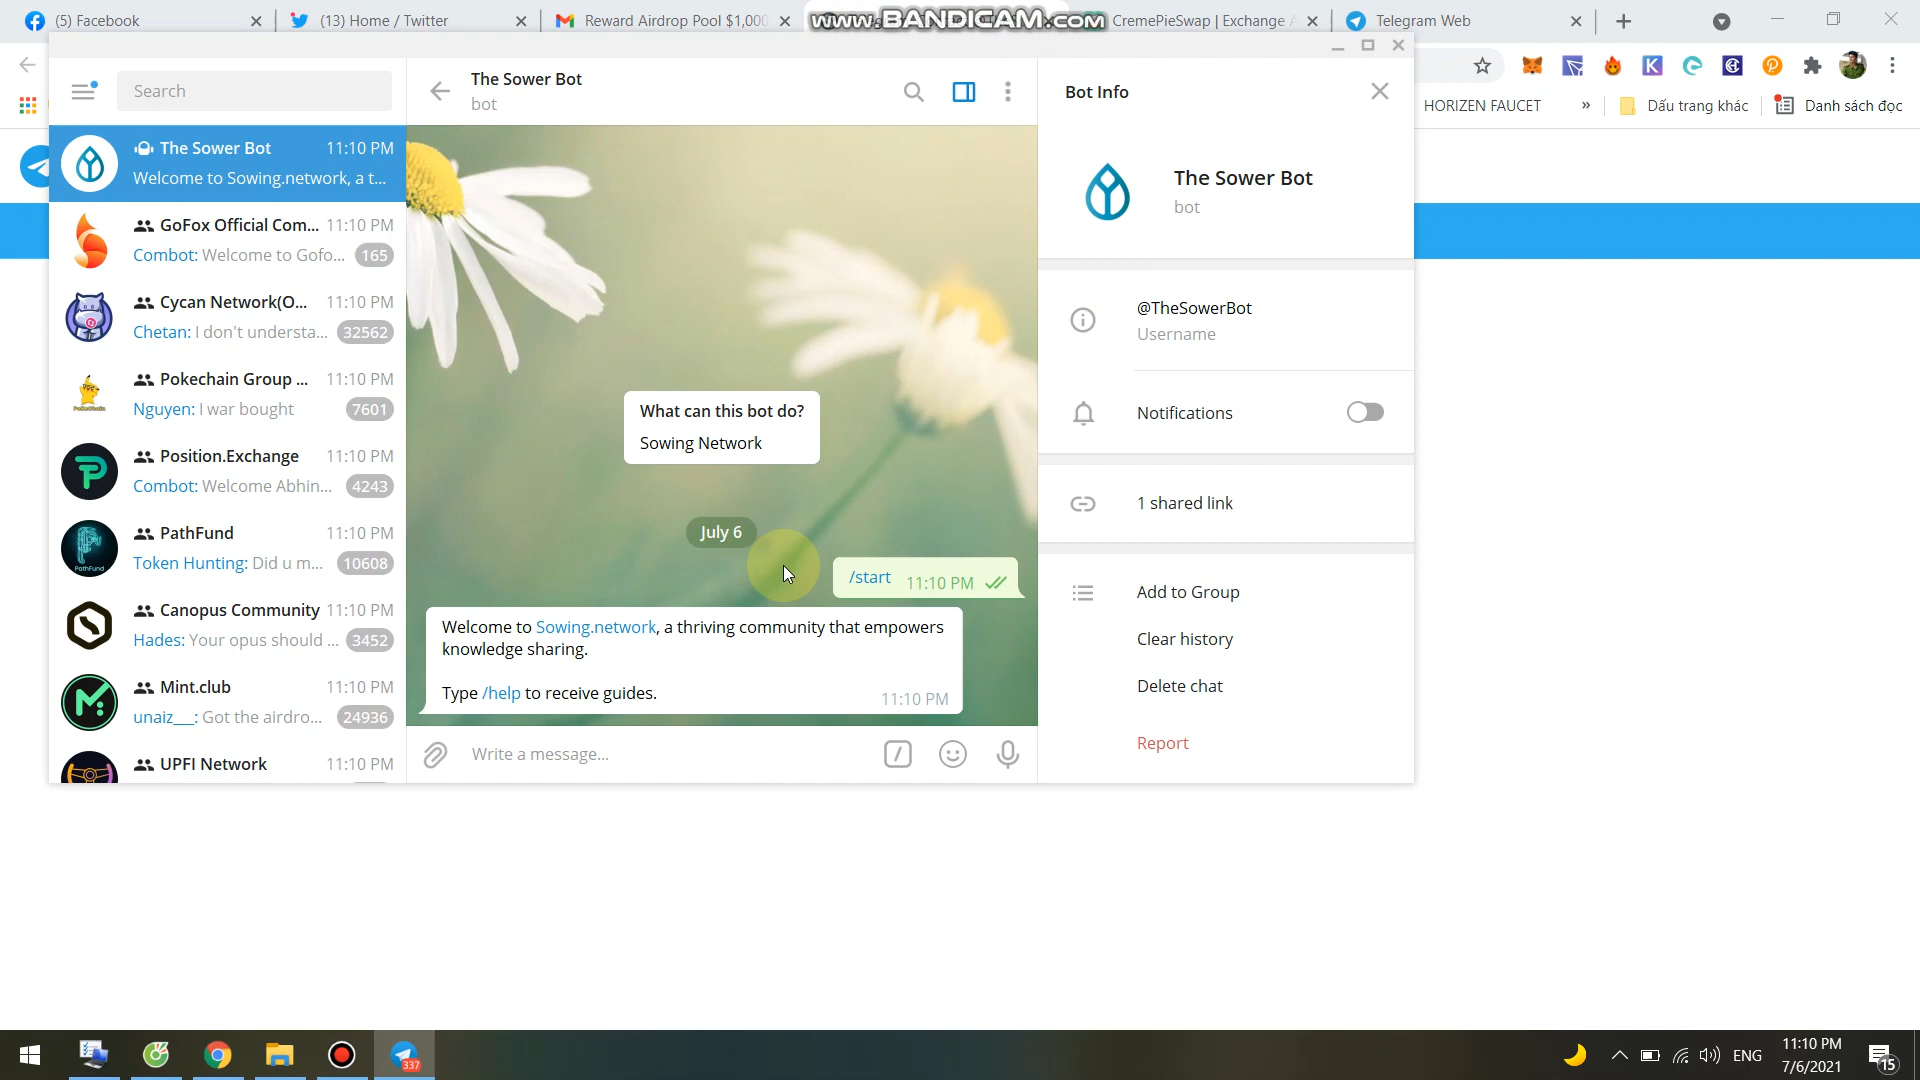 (5) Facebook
(13) Home / Twitter
Reward Airdrop Pool $1,000
WWW.BANDICAM.COM
CremePieSwap | Exchange
Telegram Web
HORIZEN FAUCET
»
Dấu trang khác
Danh sách đọc
Search
The Sower Bot
bot
Bot Info
The Sower Bot 11:10 PM
Welcome to Sowing.network, a t...
GoFox Official Com... 11:10 PM
Combot: Welcome to Gofo... 165
Cycan Network(O... 11:10 PM
Chetan: I don't understa... 32562
Pokechain Group ... 11:10 PM
Nguyen: I war bought 7601
Position.Exchange 11:10 PM
Combot: Welcome Abhin... 4243
PathFund 11:10 PM
Token Hunting: Did u m... 10608
Canopus Community 11:10 PM
Hades: Your opus should ... 3452
Mint.club 11:10 PM
unaiz___: Got the airdro... 24936
UPFI Network 11:10 PM
What can this bot do?
Sowing Network
July 6
/start 11:10 PM
Welcome to Sowing.network, a thriving community that empowers
knowledge sharing.
Type /help to receive guides.
11:10 PM
Write a message...
The Sower Bot
bot
@TheSowerBot
Username
Notifications
1 shared link
Add to Group
Clear history
Delete chat
Report
337
ENG
11:10 PM
7/6/2021
15